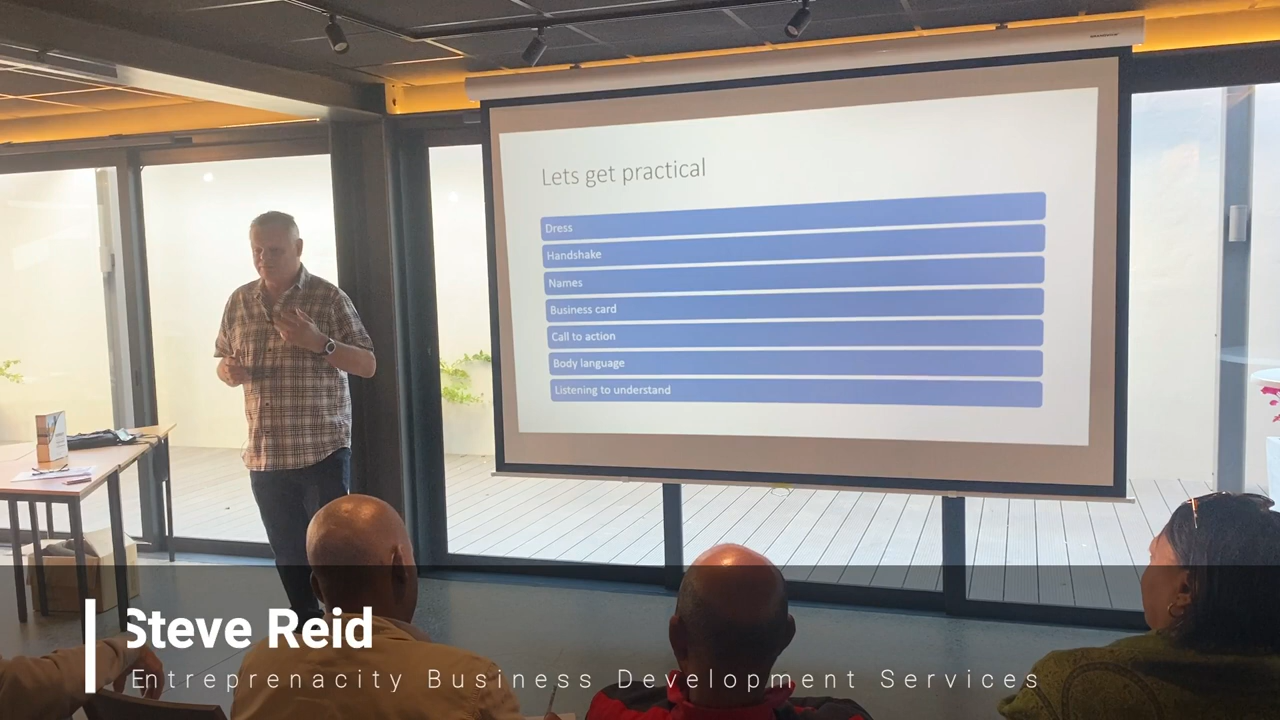 Lets get practical
Dress
Handshake
Names
Business card
Call to action
Body language
Listening to understand
Steve Reid
Entreprenacity Business Development Services